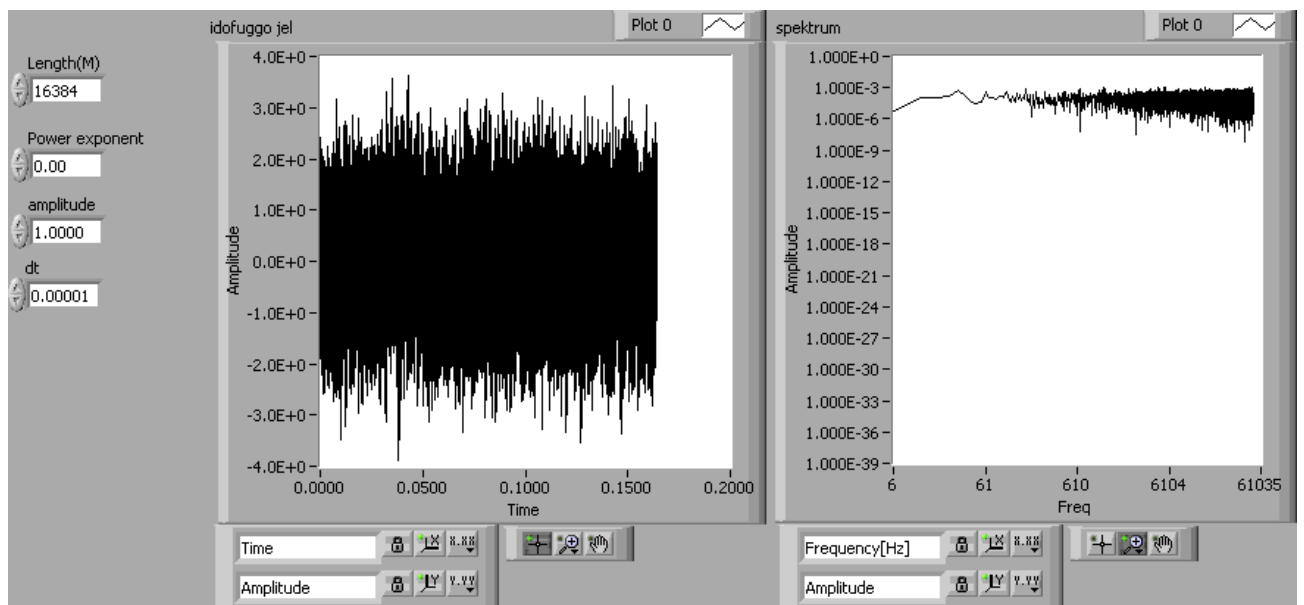 Length(M)
16384
Power exponent
0.00
amplitude
1.0000
dt
0.00001
idofuggo jel
Plot 0
Amplitude
4.0E+0
3.0E+0
2.0E+0
1.0E+0
0.0E+0
-1.0E+0
-2.0E+0
-3.0E+0
-4.0E+0
0.0000 0.0500 0.1000 0.1500 0.2000
Time
Time
X.XX
Amplitude
Y.YY
spektrum
Plot 0
Amplitude
1.000E+0
1.000E-3
1.000E-6
1.000E-9
1.000E-12
1.000E-15
1.000E-18
1.000E-21
1.000E-24
1.000E-27
1.000E-30
1.000E-33
1.000E-36
1.000E-39
6 61 610 6104 61035
Freq
Frequency[Hz]
X.XX
Amplitude
Y.YY